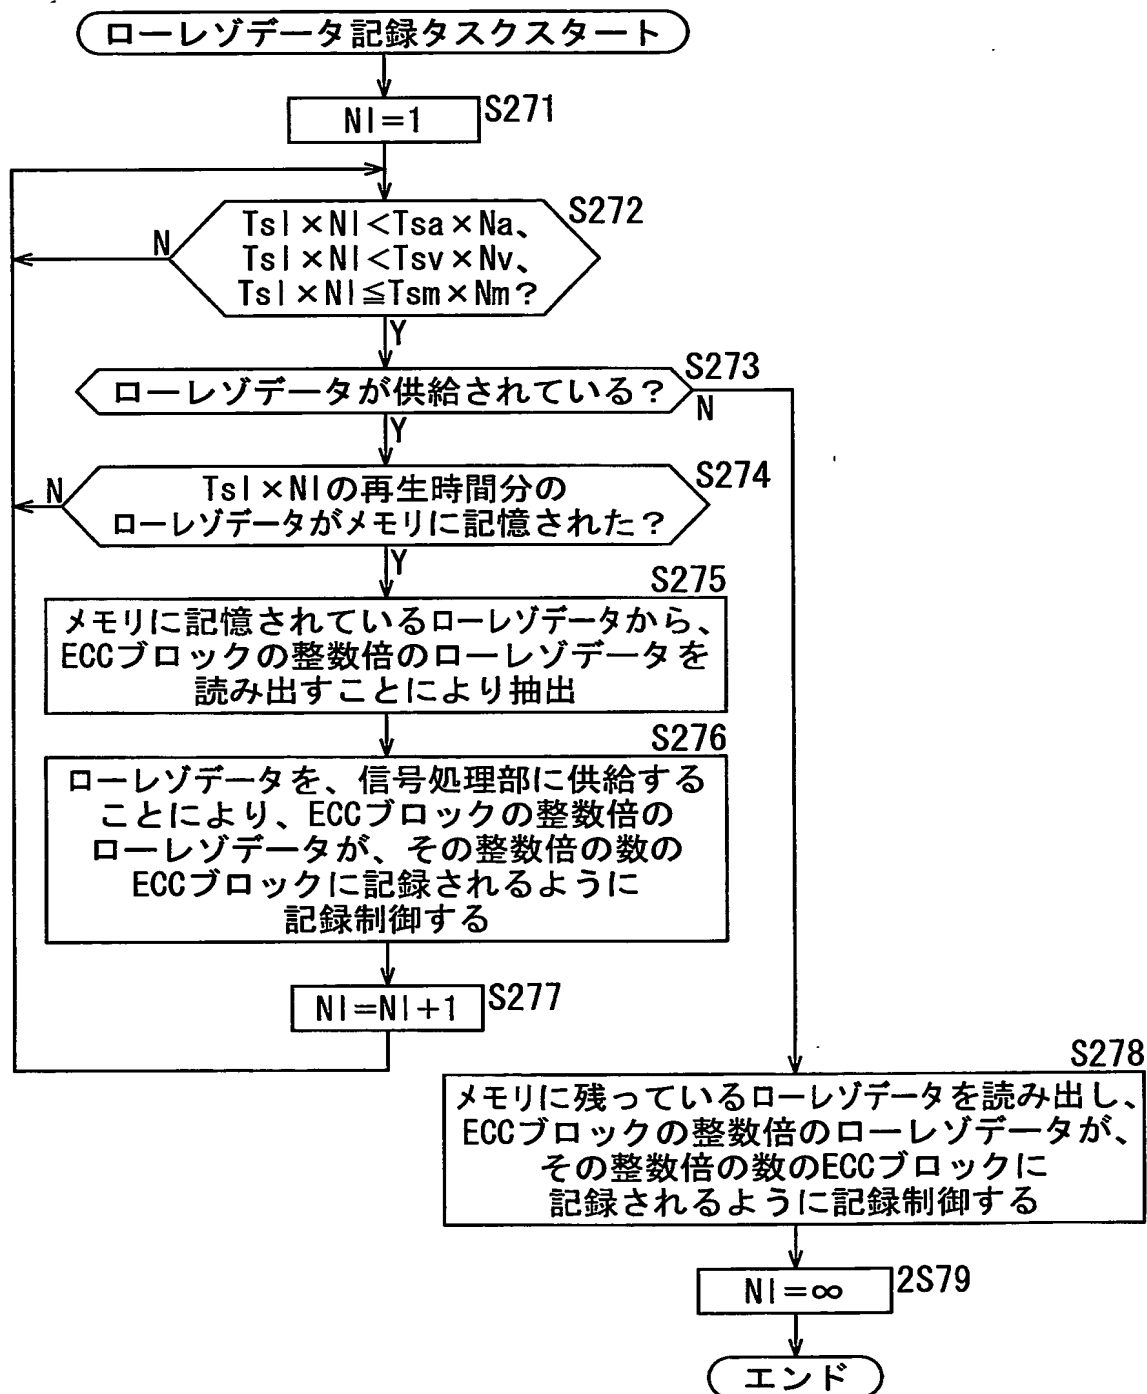 ローレゾデータ記録タスクスタート
Nl=1
S271
Tsl×Nl<Tsa×Na、
Tsl×Nl<Tsv×Nv、
Tsl×Nl≦Tsm×Nm?
S272
N
Y
ローレゾデータが供給されている?
S273
N
Y
Tsl×Nlの再生時間分の
ローレゾデータがメモリに記憶された?
S274
N
Y
S275
メモリに記憶されているローレゾデータから、
ECCブロックの整数倍のローレゾデータを
読み出すことにより抽出
S276
ローレゾデータを、信号処理部に供給する
ことにより、ECCブロックの整数倍の
ローレゾデータが、その整数倍の数の
ECCブロックに記録されるように
記録制御する
Nl=Nl+1
S277
S278
メモリに残っているローレゾデータを読み出し、
ECCブロックの整数倍のローレゾデータが、
その整数倍の数のECCブロックに
記録されるように記録制御する
Nl=∞
2S79
エンド